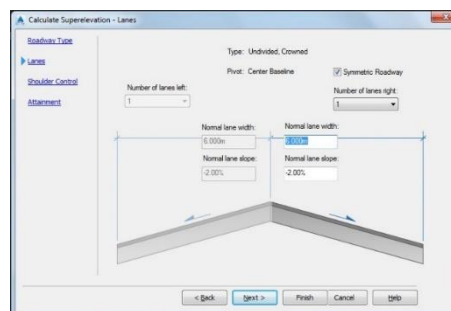 Calculate Superelevation - Lanes
Roadway Type
Lanes
Shoulder Control
Attainment
Type: Undivided, Crowned
Pivot: Center Baseline
Symmetric Roadway
Number of lanes left:
1
Number of lanes right:
1
Normal lane width:
6.000m
Normal lane slope:
-2.00%
Normal lane width:
6.000m
Normal lane slope:
-2.00%
< Back
Next >
Finish
Cancel
Help